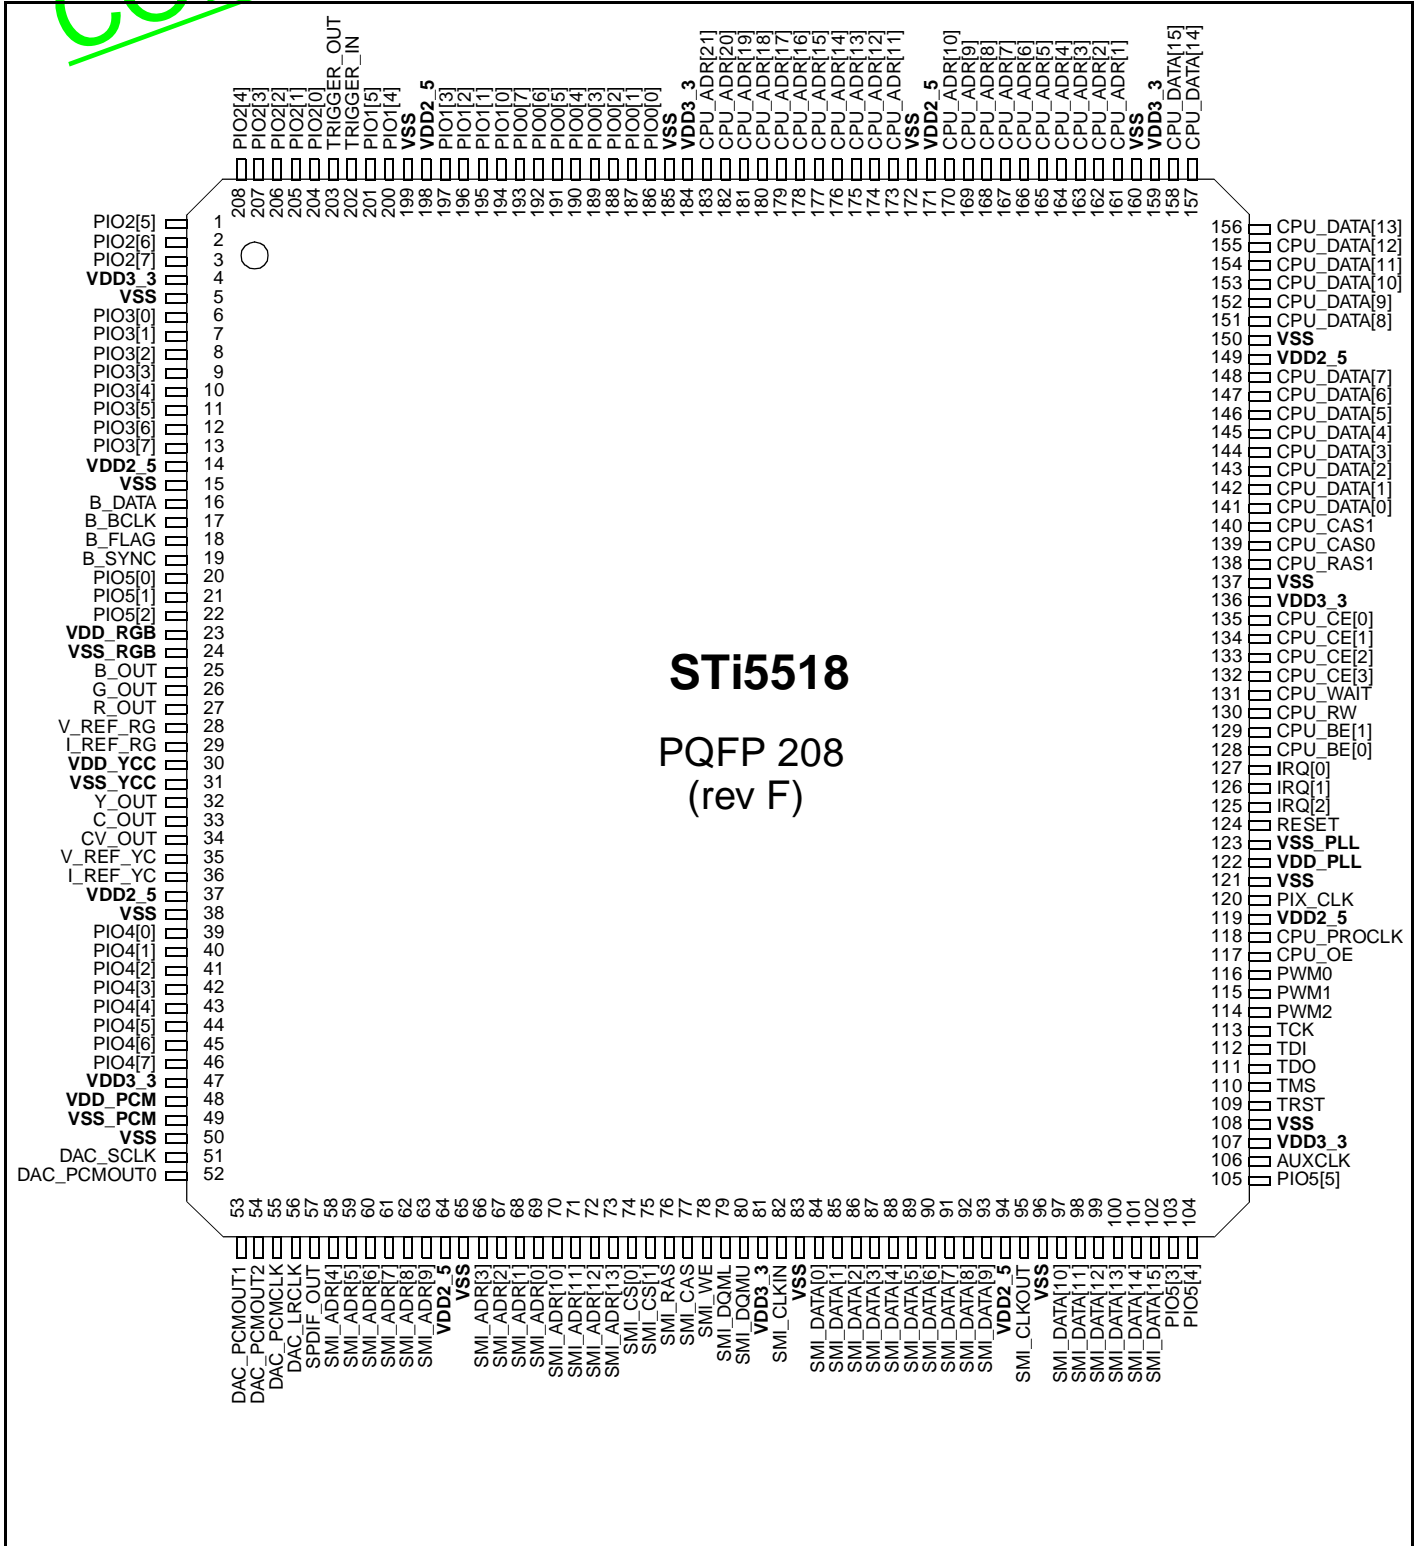 PIO2[4]
PIO2[3]
PIO2[2]
PIO2[1]
PIO2[0]
TRIGGER_OUT
TRIGGER_IN
PIO1[5]
PIO1[4]
VSS
VDD2_5
PIO1[3]
PIO1[2]
PIO1[1]
PIO1[0]
PIO0[7]
PIO0[6]
PIO0[5]
PIO0[4]
PIO0[3]
PIO0[2]
PIO0[1]
PIO0[0]
VSS
VDD3_3
CPU_ADR[21]
CPU_ADR[20]
CPU_ADR[19]
CPU_ADR[18]
CPU_ADR[17]
CPU_ADR[16]
CPU_ADR[15]
CPU_ADR[14]
CPU_ADR[13]
CPU_ADR[12]
CPU_ADR[11]
VSS
VDD2_5
CPU_ADR[10]
CPU_ADR[9]
CPU_ADR[8]
CPU_ADR[7]
CPU_ADR[6]
CPU_ADR[5]
CPU_ADR[4]
CPU_ADR[3]
CPU_ADR[2]
CPU_ADR[1]
VSS
VDD3_3
CPU_DATA[15]
CPU_DATA[14]
208 207 206 205 204 203 202 201 200 199 198 197 196 195 194 193 192 191 190 189 188 187 186 185 184 183 182 181 180 179 178 177 176 175 174 173 172 171 170 169 168 167 166 165 164 163 162 161 160 159 158 157
PIO2[5] 1
PIO2[6] 2
PIO2[7] 3
VDD3_3 4
VSS 5
PIO3[0] 6
PIO3[1] 7
PIO3[2] 8
PIO3[3] 9
PIO3[4] 10
PIO3[5] 11
PIO3[6] 12
PIO3[7] 13
VDD2_5 14
VSS 15
B_DATA 16
B_BCLK 17
B_FLAG 18
B_SYNC 19
PIO5[0] 20
PIO5[1] 21
PIO5[2] 22
VDD_RGB 23
VSS_RGB 24
B_OUT 25
G_OUT 26
R_OUT 27
V_REF_RG 28
I_REF_RG 29
VDD_YCC 30
VSS_YCC 31
Y_OUT 32
C_OUT 33
CV_OUT 34
V_REF_YC 35
I_REF_YC 36
VDD2_5 37
VSS 38
PIO4[0] 39
PIO4[1] 40
PIO4[2] 41
PIO4[3] 42
PIO4[4] 43
PIO4[5] 44
PIO4[6] 45
PIO4[7] 46
VDD3_3 47
VDD_PCM 48
VSS_PCM 49
VSS 50
DAC_SCLK 51
DAC_PCMOUT0 52
STi5518
PQFP 208
(rev F)
156 CPU_DATA[13]
155 CPU_DATA[12]
154 CPU_DATA[11]
153 CPU_DATA[10]
152 CPU_DATA[9]
151 CPU_DATA[8]
150 VSS
149 VDD2_5
148 CPU_DATA[7]
147 CPU_DATA[6]
146 CPU_DATA[5]
145 CPU_DATA[4]
144 CPU_DATA[3]
143 CPU_DATA[2]
142 CPU_DATA[1]
141 CPU_DATA[0]
140 CPU_CAS1
139 CPU_CAS0
138 CPU_RAS1
137 VSS
136 VDD3_3
135 CPU_CE[0]
134 CPU_CE[1]
133 CPU_CE[2]
132 CPU_CE[3]
131 CPU_WAIT
130 CPU_RW
129 CPU_BE[1]
128 CPU_BE[0]
127 IRQ[0]
126 IRQ[1]
125 IRQ[2]
124 RESET
123 VSS_PLL
122 VDD_PLL
121 VSS
120 PIX_CLK
119 VDD2_5
118 CPU_PROCLK
117 CPU_OE
116 PWM0
115 PWM1
114 PWM2
113 TCK
112 TDI
111 TDO
110 TMS
109 TRST
108 VSS
107 VDD3_3
106 AUXCLK
105 PIO5[5]
53 54 55 56 57 58 59 60 61 62 63 64 65 66 67 68 69 70 71 72 73 74 75 76 77 78 79 80 81 82 83 84 85 86 87 88 89 90 91 92 93 94 95 96 97 98 99 100 101 102 103 104
DAC_PCMOUT1
DAC_PCMOUT2
DAC_PCMCLK
DAC_LRCLK
SPDIF_OUT
SMI_ADR[4]
SMI_ADR[5]
SMI_ADR[6]
SMI_ADR[7]
SMI_ADR[8]
SMI_ADR[9]
VDD2_5
VSS
SMI_ADR[3]
SMI_ADR[2]
SMI_ADR[1]
SMI_ADR[0]
SMI_ADR[10]
SMI_ADR[11]
SMI_ADR[12]
SMI_ADR[13]
SMI_CS[0]
SMI_CS[1]
SMI_RAS
SMI_CAS
SMI_WE
SMI_DQML
SMI_DQMU
VDD3_3
SMI_CLKIN
VSS
SMI_DATA[0]
SMI_DATA[1]
SMI_DATA[2]
SMI_DATA[3]
SMI_DATA[4]
SMI_DATA[5]
SMI_DATA[6]
SMI_DATA[7]
SMI_DATA[8]
SMI_DATA[9]
VDD2_5
SMI_CLKOUT
VSS
SMI_DATA[10]
SMI_DATA[11]
SMI_DATA[12]
SMI_DATA[13]
SMI_DATA[14]
SMI_DATA[15]
PIO5[3]
PIO5[4]